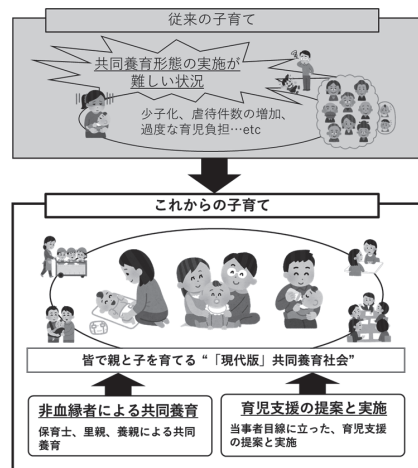 従来の子育て
共同養育形態の実施が
難しい状況
少子化、虐待件数の増加、
過度な育児負担…etc
これからの子育て
皆で親と子を育てる“「現代版」共同養育社会”
非血縁者による共同養育
保育士、里親、養親による共同
養育
育児支援の提案と実施
当事者目線に立った、育児支援
の提案と実施